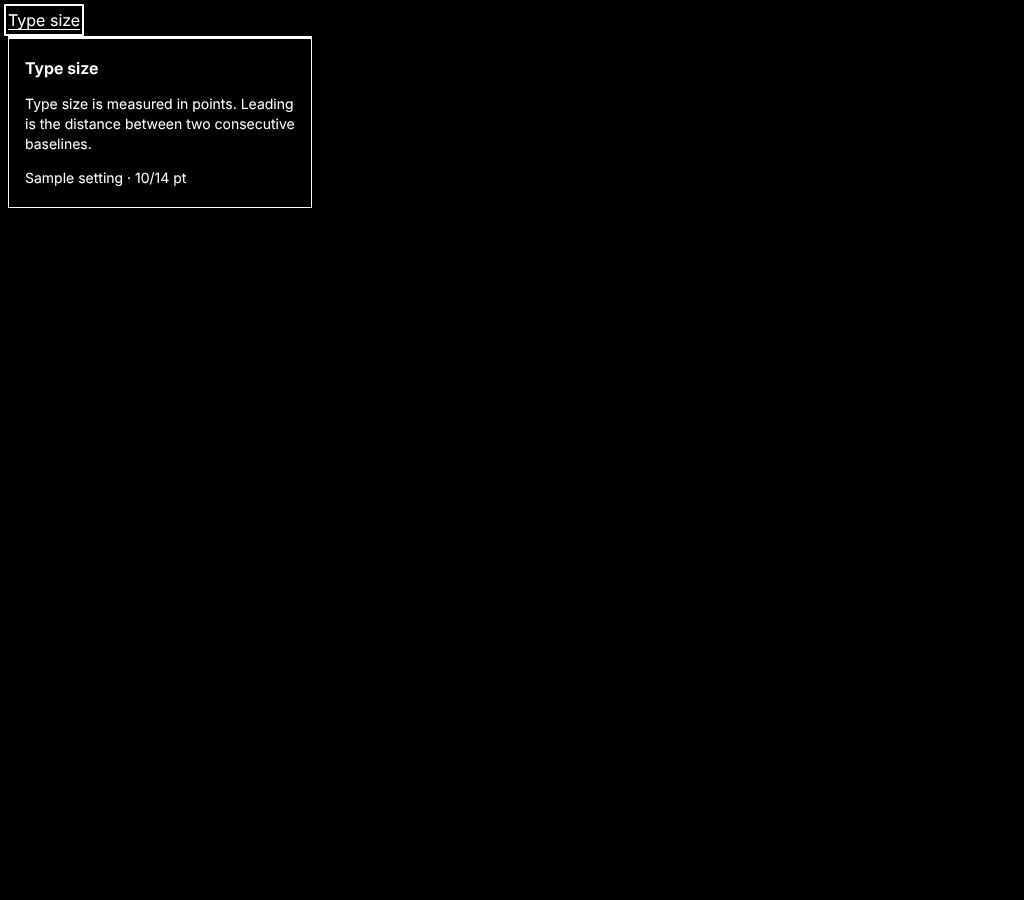 Type size
Type size
Type size is measured in points. Leading
is the distance between two consecutive
baselines.
Sample setting · 10/14 pt